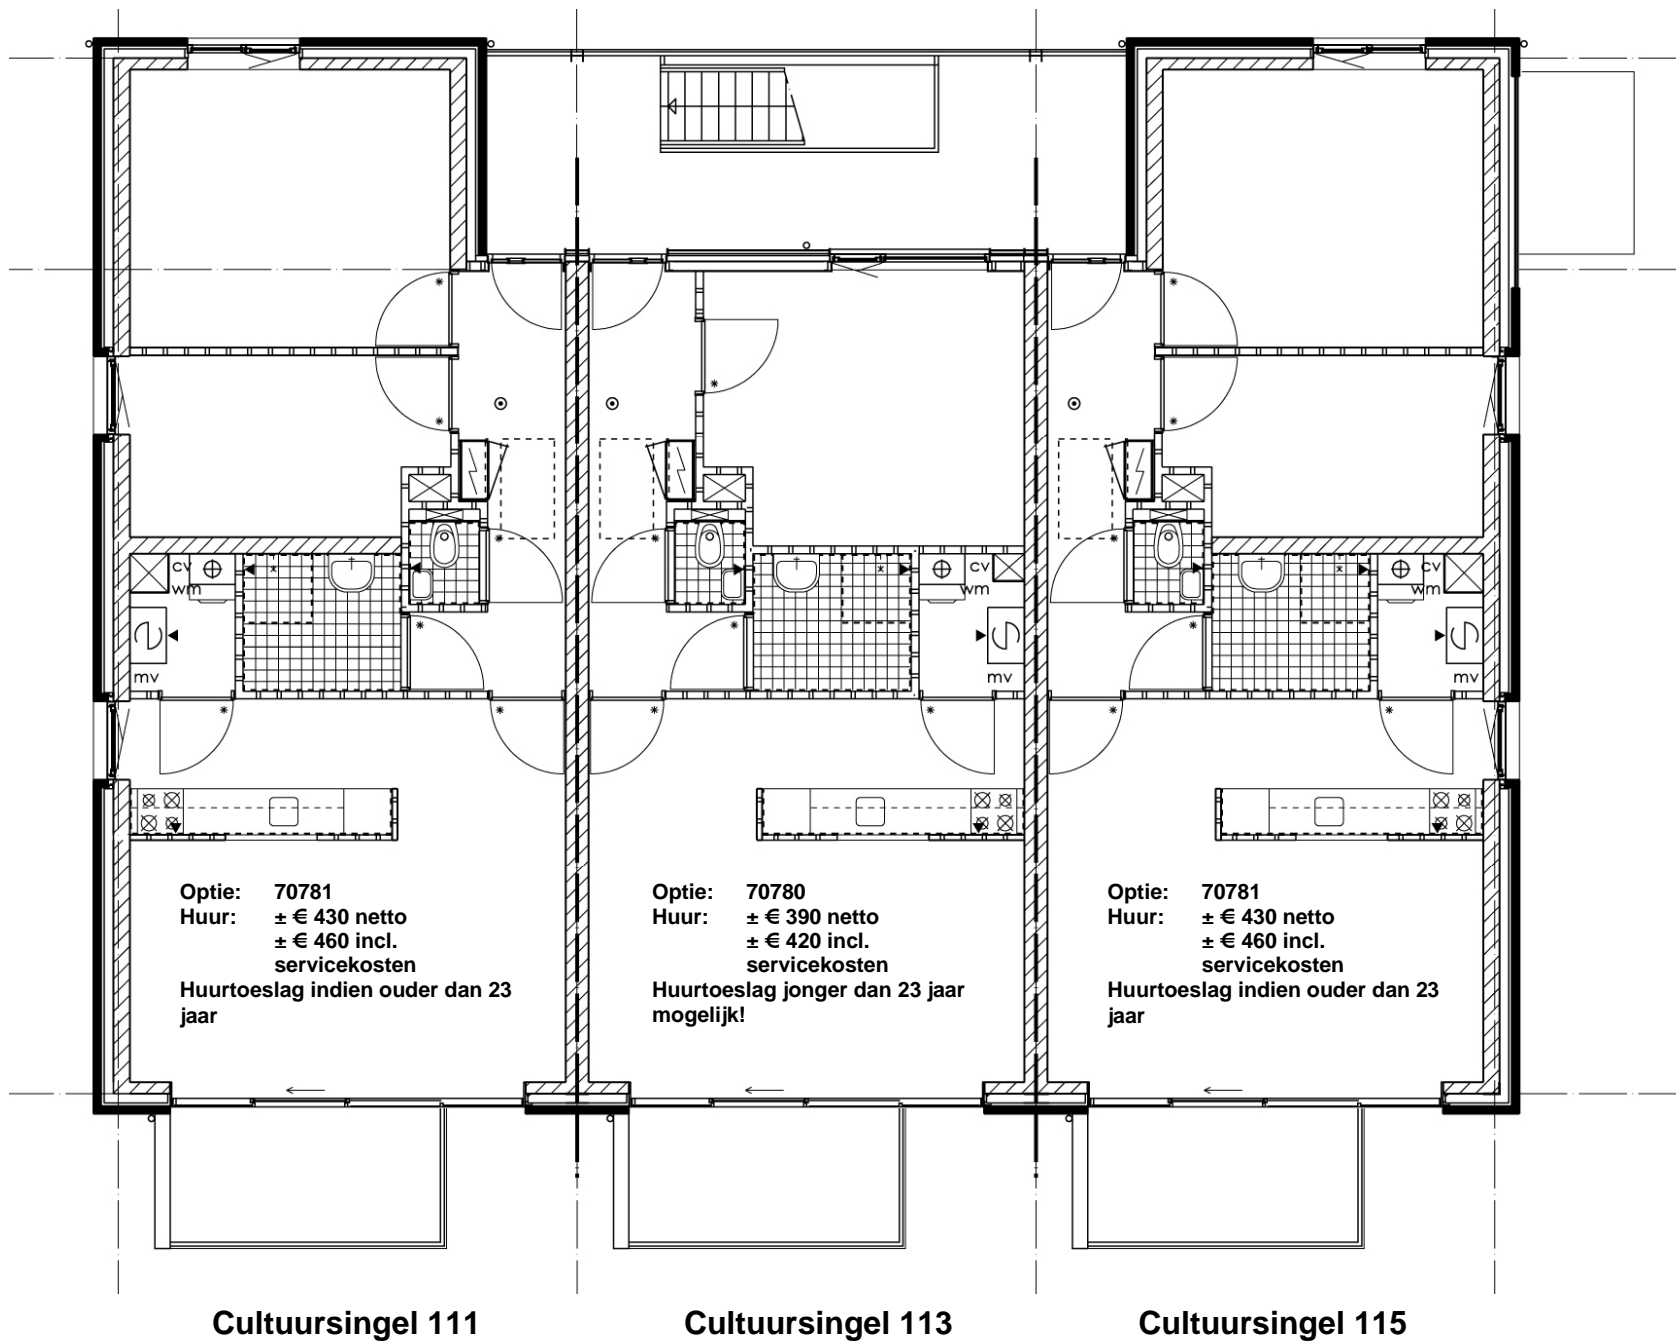 cv
wm
mv
cv
wm
mv
cv
wm
mv
Optie: 70781
Huur: ± € 430 netto
± € 460 incl.
servicekosten
Huurtoeslag indien ouder dan 23
jaar
Optie: 70780
Huur: ± € 390 netto
± € 420 incl.
servicekosten
Huurtoeslag jonger dan 23 jaar
mogelijk!
Optie: 70781
Huur: ± € 430 netto
± € 460 incl.
servicekosten
Huurtoeslag indien ouder dan 23
jaar
Cultuursingel 111
Cultuursingel 113
Cultuursingel 115